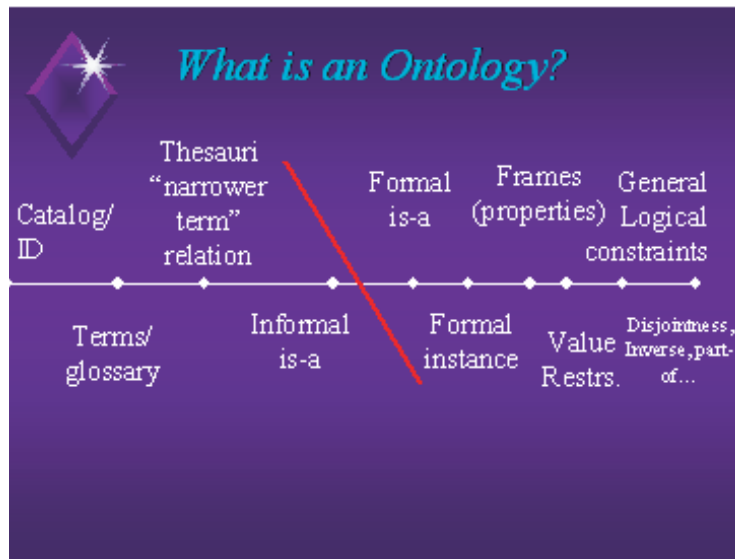 What is an Ontology?
Catalog/
ID
Thesauri
“narrower
term”
relation
Formal
is-a
Frames
(properties)
General
Logical
constraints
Terms/
glossary
Informal
is-a
Formal
instance
Value
Restrs.
Disjointness,
Inverse, part-
of...